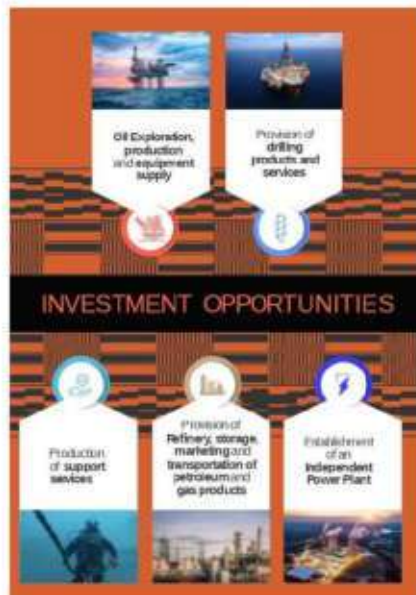 Oil Exploration,
production
and equipment
supply
Provision of
drilling
products and
services
INVESTMENT OPPORTUNITIES
Production
of support
services
Provision of
Refinery, storage,
marketing and
transportation of
petroleum and
gas products
Establishment
of an
Independent
Power Plant